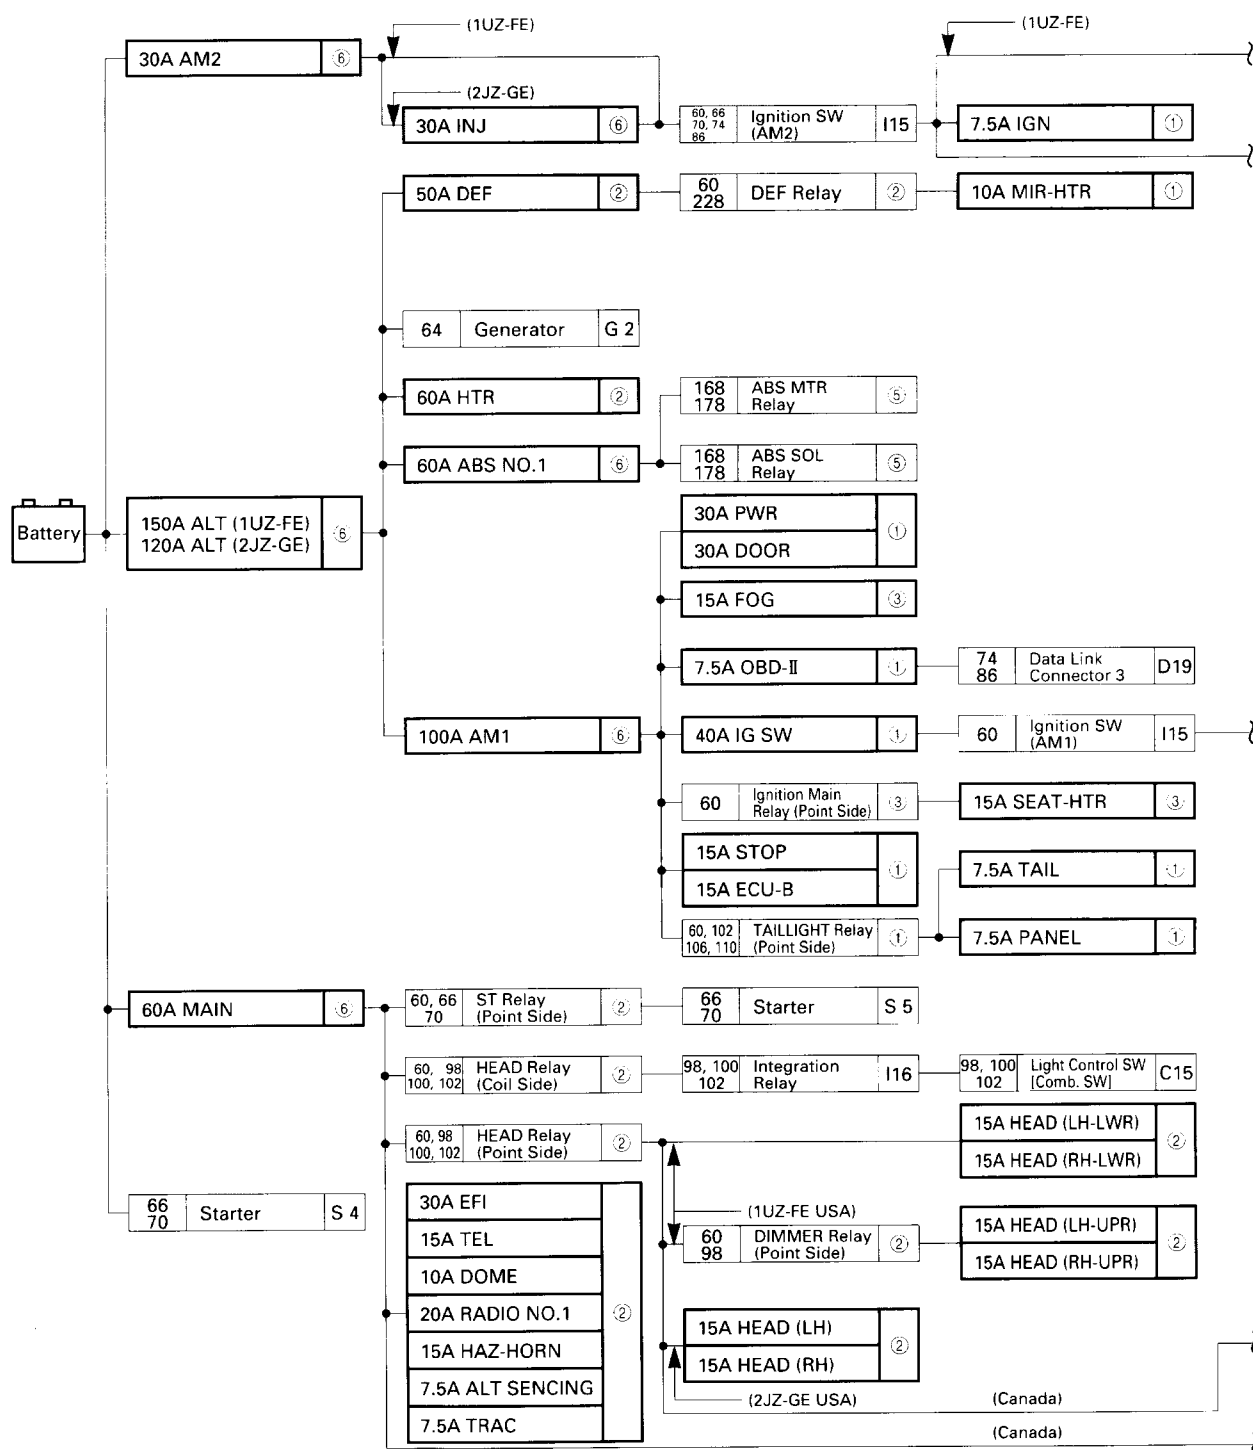 (1UZ-FE)
(1UZ-FE)
30A AM2 ⑥
(2JZ-GE)
30A INJ ⑥
60, 66
70, 74
86
Ignition SW
(AM2)
I15
7.5A IGN ①
50A DEF ②
60
228
DEF Relay ②
10A MIR-HTR ①
64 Generator G 2
60A HTR ②
168
178
ABS MTR
Relay
⑤
60A ABS NO.1 ⑥
168
178
ABS SOL
Relay
⑤
Battery
150A ALT (1UZ-FE)
120A ALT (2JZ-GE)
⑥
30A PWR
30A DOOR
①
15A FOG ③
7.5A OBD-II ①
74
86
Data Link
Connector 3
D19
100A AM1 ⑥
40A IG SW ①
60
Ignition SW
(AM1)
I15
60
Ignition Main
Relay (Point Side)
③
15A SEAT-HTR ③
15A STOP
15A ECU-B
①
7.5A TAIL ①
60, 102
106, 110
TAILLIGHT Relay
(Point Side)
①
7.5A PANEL ①
60A MAIN ⑥
60, 66
70
ST Relay
(Point Side)
②
66
70
Starter S 5
60, 98
100, 102
HEAD Relay
(Coil Side)
②
98, 100
102
Integration
Relay
I16
98, 100
102
Light Control SW
[Comb. SW]
C15
60, 98
100, 102
HEAD Relay
(Point Side)
②
15A HEAD (LH-LWR)
15A HEAD (RH-LWR)
②
66
70
Starter S 4
(1UZ-FE USA)
60
98
DIMMER Relay
(Point Side)
②
15A HEAD (LH-UPR)
15A HEAD (RH-UPR)
②
30A EFI
15A TEL
10A DOME
20A RADIO NO.1
15A HAZ-HORN
7.5A ALT SENCING
7.5A TRAC
②
15A HEAD (LH)
15A HEAD (RH)
②
(2JZ-GE USA)
(Canada)
(Canada)